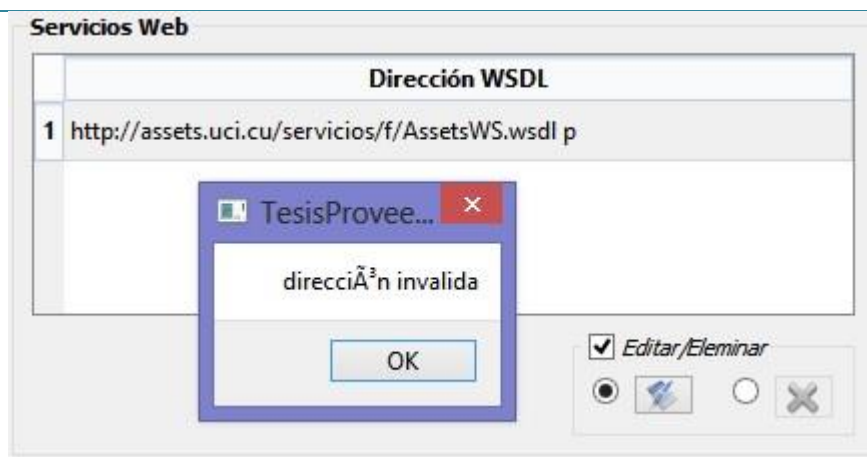 Servicios Web
Dirección WSDL
1 http://assets.uci.cu/servicios/f/AssetsWS.wsdl p
TesisProvee...
direcciÃ³n invalida
OK
Editar/Eleminar